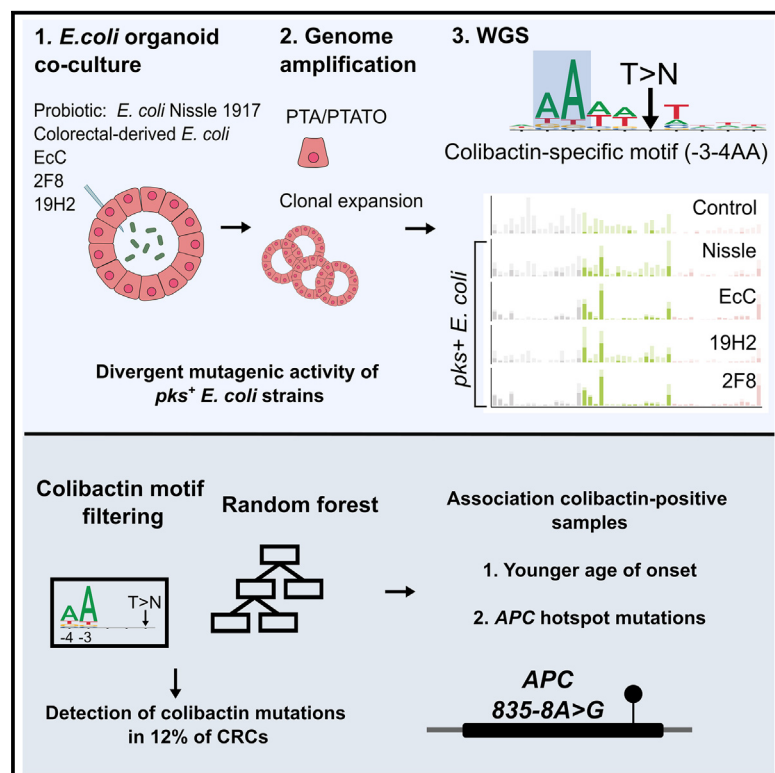 1. E.coli organoid
co-culture
Probiotic: E. coli Nissle 1917
Colorectal-derived E. coli
EcC
2F8
19H2
2. Genome
amplification
PTA/PTATO
Clonal expansion
3. WGS
T>N
A A A A T
T T T A
Colibactin-specific motif (-3-4AA)
Control
Nissle
EcC
19H2
2F8
pks+ E. coli
Divergent mutagenic activity of
pks+ E. coli strains
Colibactin motif
filtering
T>N
A A
-4 -3
Random forest
Detection of colibactin mutations
in 12% of CRCs
Association colibactin-positive
samples
1. Younger age of onset
2. APC hotspot mutations
APC
835-8A>G